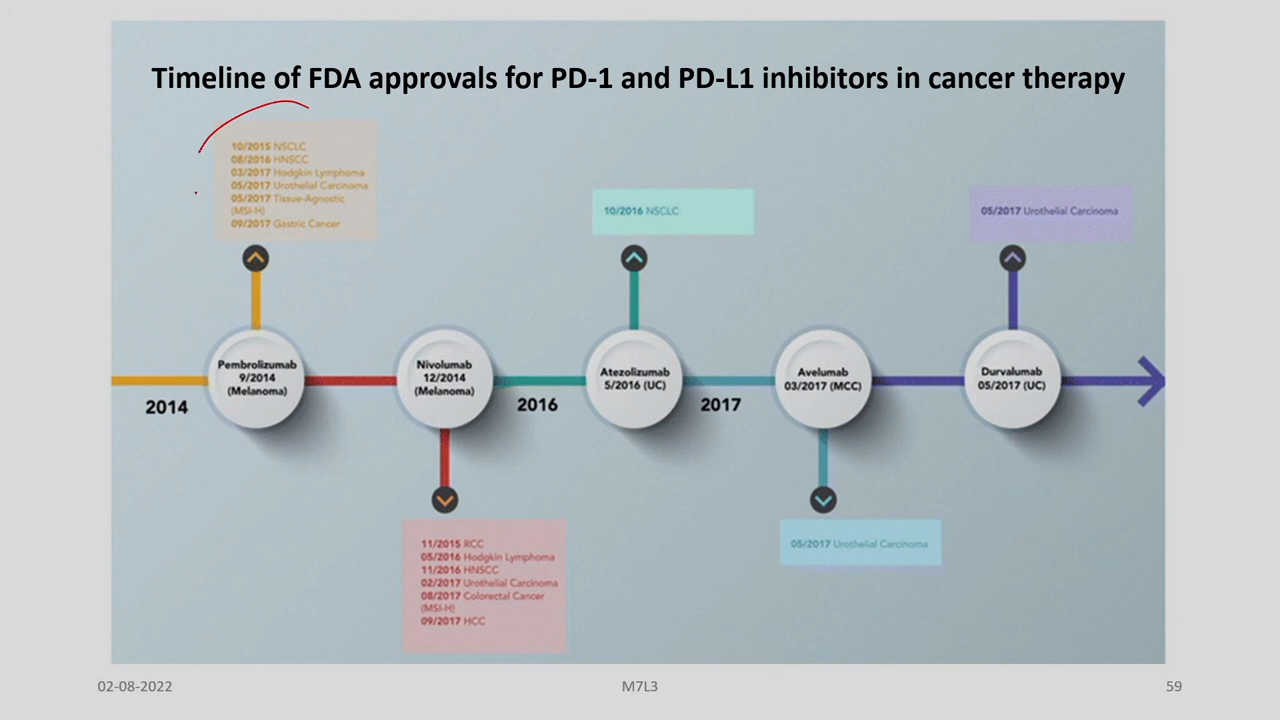 Timeline of FDA approvals for PD-1 and PD-L1 inhibitors in cancer therapy
10/2015 NSCLC
08/2016 HNSCC
03/2017 Hodgkin Lymphoma
05/2017 Urothelial Carcinoma
05/2017 Tissue-Agnostic
(MSI-H)
09/2017 Gastric Cancer
10/2016 NSCLC
05/2017 Urothelial Carcinoma
Pembrolizumab
9/2014
(Melanoma)
Nivolumab
12/2014
(Melanoma)
Atezolizumab
5/2016 (UC)
Avelumab
03/2017 (MCC)
Durvalumab
05/2017 (UC)
2014
2016
2017
11/2015 RCC
05/2016 Hodgkin Lymphoma
11/2016 HNSCC
02/2017 Urothelial Carcinoma
08/2017 Colorectal Cancer
(MSI-H)
09/2017 HCC
05/2017 Urothelial Carcinoma
02-08-2022
M7L3
59